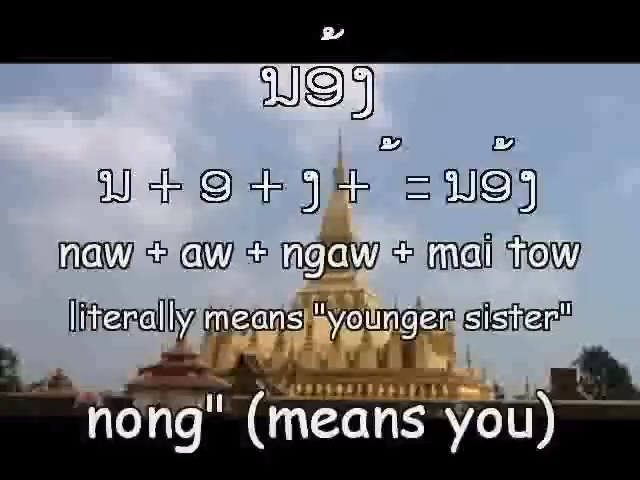 ນອ້ງ
ນ + ອ + ງ + ້ = ນອ້ງ
naw + aw + ngaw + mai tow
literally means "younger sister"
nong" (means you)